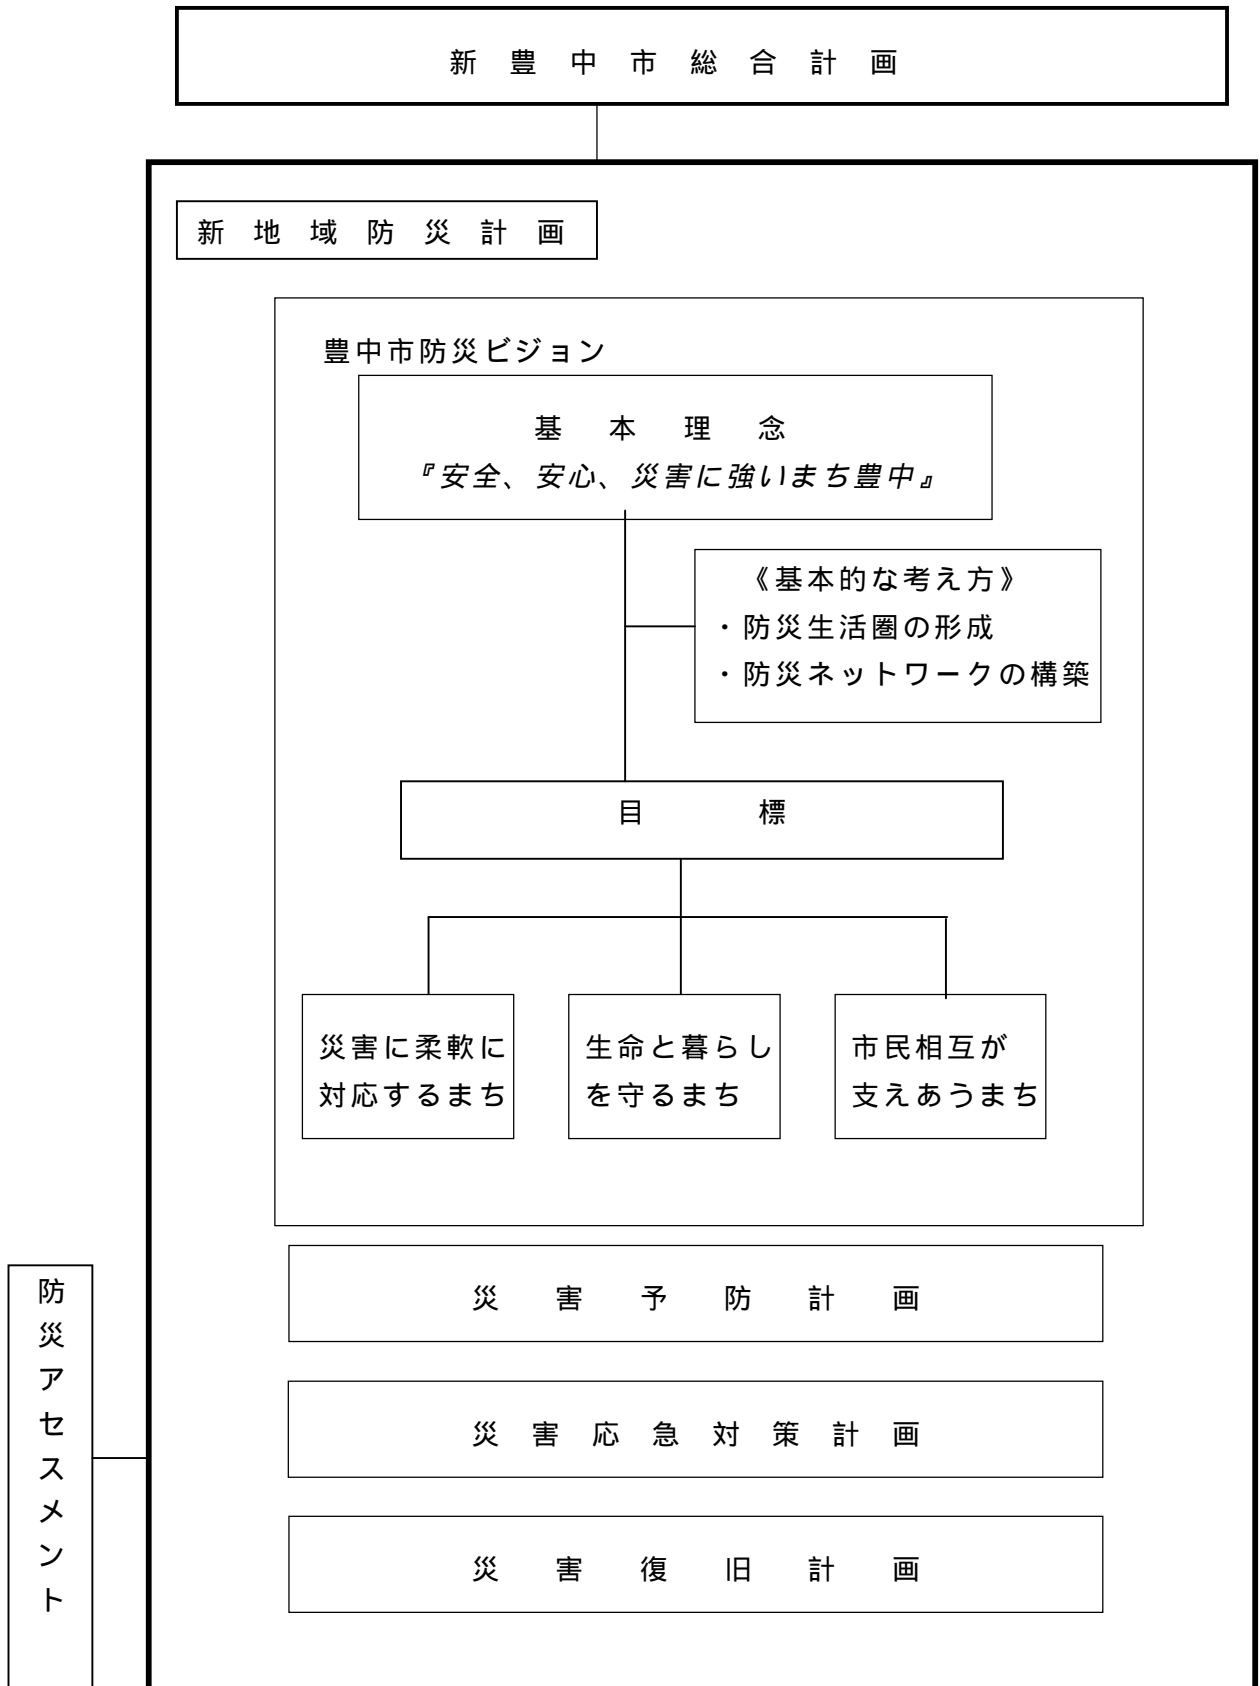 新豊中市総合計画
新地域防災計画
豊中市防災ビジョン
基本理念
『安全、安心、災害に強いまち豊中』
《基本的な考え方》
・防災生活圏の形成
・防災ネットワークの構築
目標
災害に柔軟に
対応するまち
生命と暮らし
を守るまち
市民相互が
支えあうまち
災害予防計画
災害応急対策計画
災害復旧計画
防災アセスメント